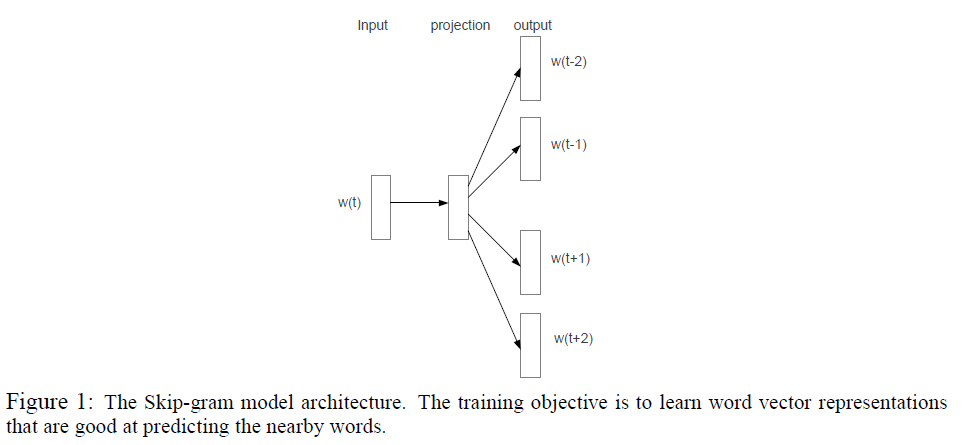 Input projection output
w(t-2)
w(t-1)
w(t)
w(t+1)
w(t+2)
Figure 1: The Skip-gram model architecture. The training objective is to learn word vector representations
that are good at predicting the nearby words.